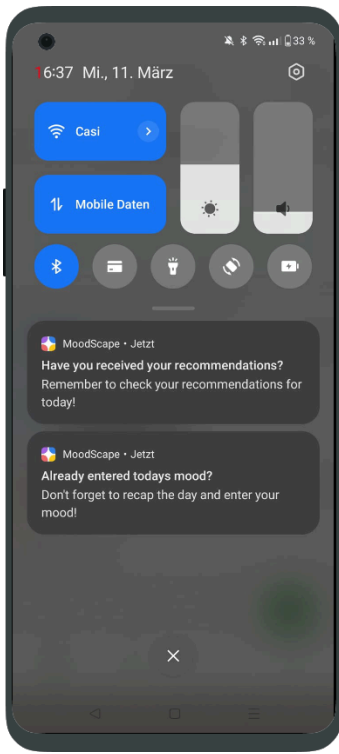 33 %
16:37 Mi., 11. März
Casi
Mobile Daten
MoodScape • Jetzt
Have you received your recommendations?
Remember to check your recommendations for
today!
MoodScape • Jetzt
Already entered todays mood?
Don't forget to recap the day and enter your
mood!